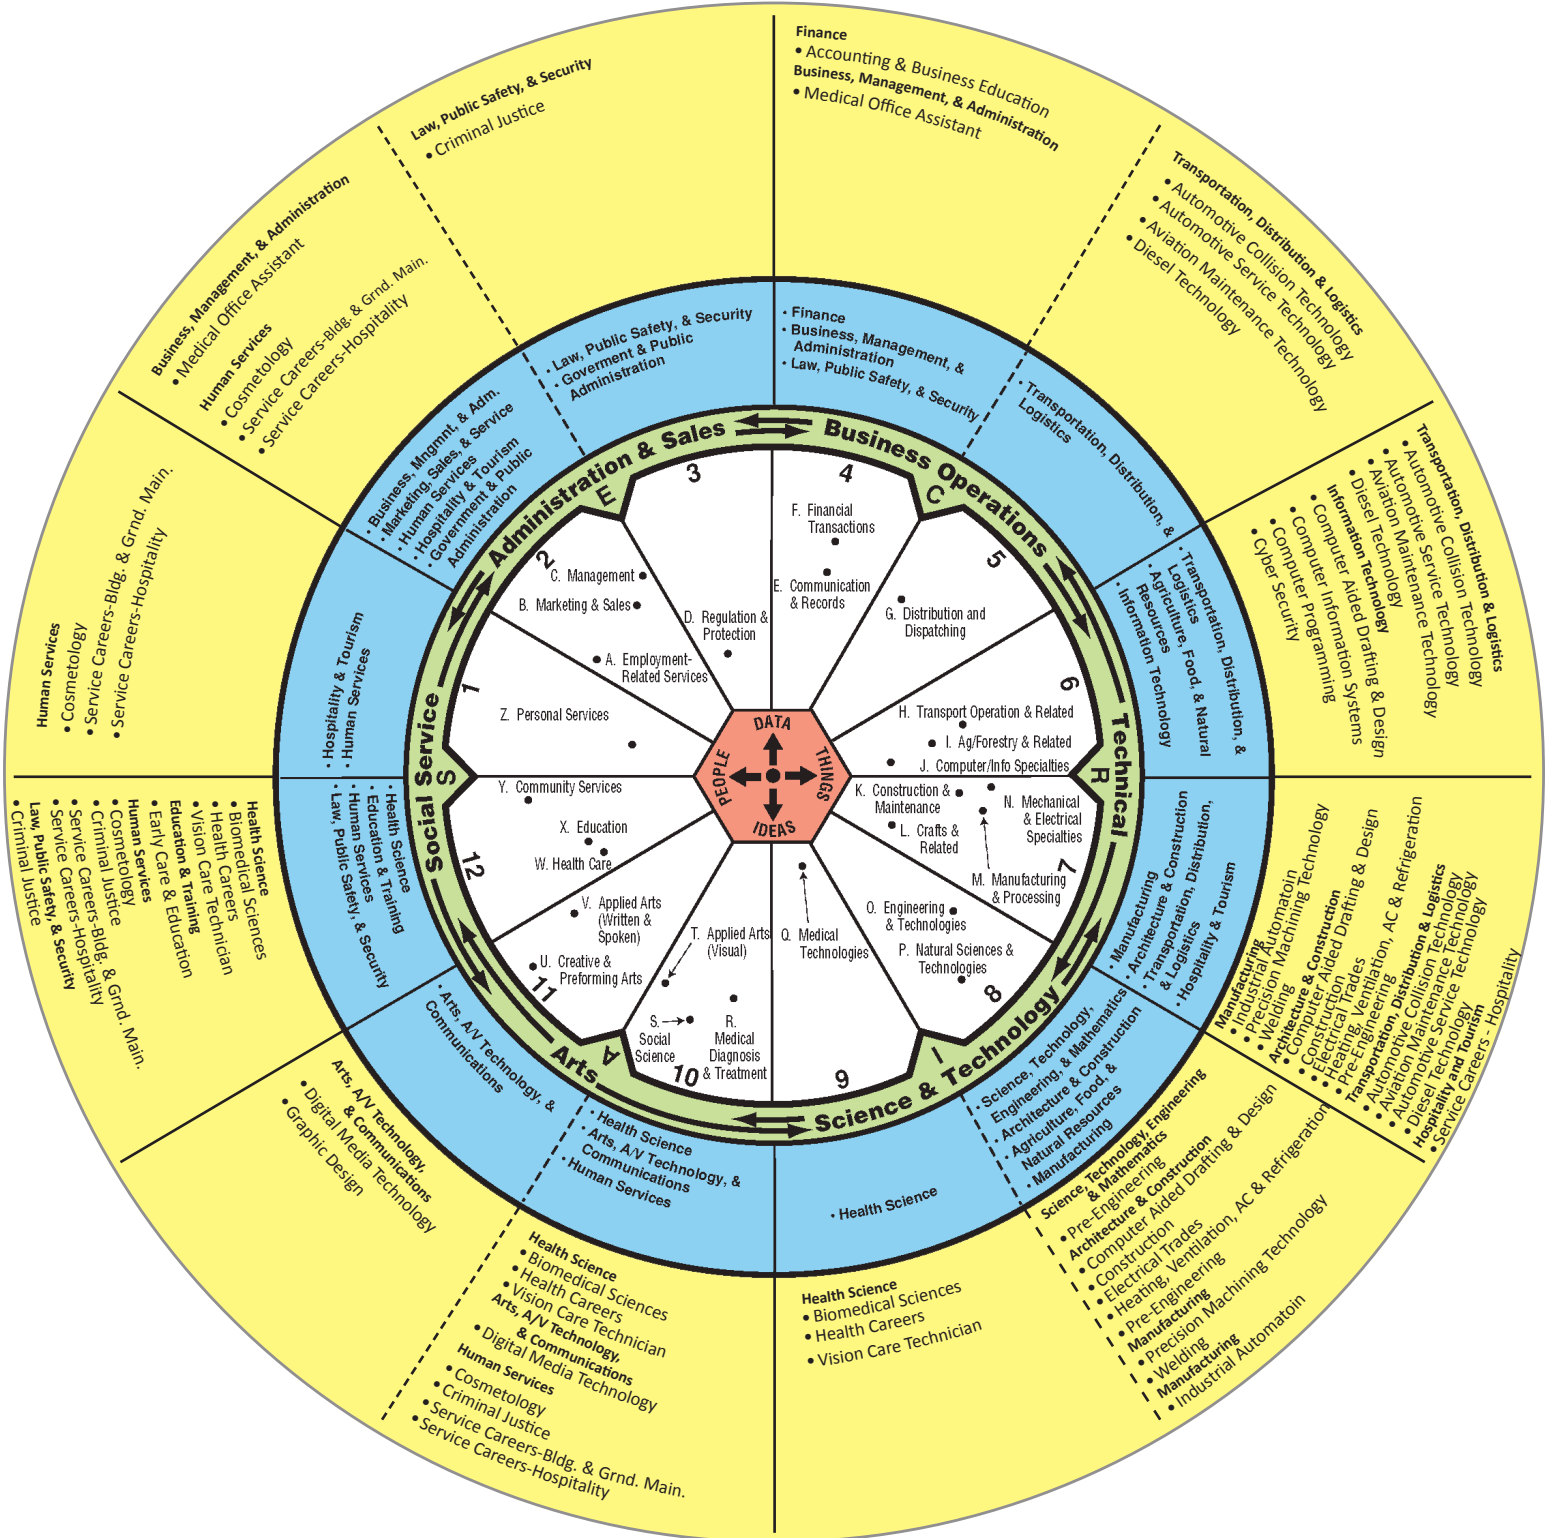 Finance
• Accounting & Business Education
Business, Management, & Administration
• Medical Office Assistant
Transportation, Distribution & Logistics
• Automotive Collision Technology
• Automotive Service Technology
• Aviation Maintenance Technology
• Diesel Technology
Transportation, Distribution & Logistics
• Automotive Collision Technology
• Automotive Service Technology
• Aviation Maintenance Technology
• Diesel Technology
Information Technology
• Computer Aided Drafting & Design
• Computer Information Systems
• Computer Programming
• Cyber Security
Manufacturing
• Industrial Automatoin
• Precision Machining Technology
• Welding
Architecture & Construction
• Computer Aided Drafting & Design
• Construction
• Electrical Trades
• Heating, Ventilation, AC & Refrigeration
• Pre-Engineering
Transportation, Distribution & Logistics
• Automotive Collision Technology
• Aviation Maintenance Technology
• Automotive Service Technology
• Diesel Technology
Hospitality and Tourism
• Service Careers - Hospitality
Science, Technology, Engineering
& Mathematics
• Pre-Engineering
Architecture & Construction
• Computer Aided Drafting & Design
• Construction
• Electrical Trades
• Heating, Ventilation, AC & Refrigeration
• Pre-Engineering
Manufacturing
• Precision Machining Technology
• Welding
Manufacturing
• Industrial Automatoin
Health Science
• Biomedical Sciences
• Health Careers
• Vision Care Technician
Health Science
• Biomedical Sciences
• Health Careers
• Vision Care Technician
Arts, A/V Technology,
& Communications
• Digital Media Technology
Human Services
• Cosmetology
• Criminal Justice
• Service Careers-Bldg. & Grnd. Main.
• Service Careers-Hospitality
Arts, A/V Technology,
& Communications
• Digital Media Technology
• Graphic Design
Health Science
• Biomedical Sciences
• Health Careers
• Vision Care Technician
Education & Training
• Early Care & Education
Human Services
• Cosmetology
• Criminal Justice
• Service Careers-Bldg. & Grnd. Main.
• Service Careers-Hospitality
Law, Public Safety, & Security
• Criminal Justice
Human Services
• Cosmetology
• Service Careers-Bldg. & Grnd. Main.
• Service Careers-Hospitality
Business, Management, & Administration
• Medical Office Assistant
Human Services
• Cosmetology
• Service Careers-Bldg. & Grnd. Main.
• Service Careers-Hospitality
Law, Public Safety, & Security
• Criminal Justice
• Finance
• Business, Management, &
Administration
• Law, Public Safety, & Security
• Transportation, Distribution, &
Logistics
• Transportation, Distribution, &
Logistics
• Agriculture, Food, & Natural
Resources
• Information Technology
• Manufacturing
• Architecture & Construction
• Transportation, Distribution,
& Logistics
• Hospitality & Tourism
• Science, Technology,
Engineering, & Mathematics
• Architecture & Construction
• Agriculture, Food, &
Natural Resources
• Manufacturing
• Health Science
• Health Science
• Arts, A/V Technology, &
Communications
• Human Services
• Arts, A/V Technology, &
Communications
• Health Science
• Education & Training
• Human Services
• Law, Public Safety, & Security
• Hospitality & Tourism
• Human Services
• Business, Mngmnt, & Adm.
• Marketing, Sales, & Service
• Human Services
• Hospitality & Tourism
• Government & Public
Administration
• Law, Public Safety, & Security
• Goverment & Public
Administration
Business Operations
Technical
Science & Technology
Arts
Social Service
Administration & Sales
C
R
I
A
S
E
1
2
3
4
5
6
7
8
9
10
11
12
F. Financial
Transactions
E. Communication
& Records
G. Distribution and
Dispatching
H. Transport Operation & Related
I. Ag/Forestry & Related
J. Computer/Info Specialties
K. Construction &
Maintenance
N. Mechanical
& Electrical
Specialties
L. Crafts &
Related
M. Manufacturing
& Processing
O. Engineering
& Technologies
P. Natural Sciences &
Technologies
Q. Medical
Technologies
R.
Medical
Diagnosis
& Treatment
S.
Social
Science
T. Applied Arts
(Visual)
U. Creative &
Preforming Arts
V. Applied Arts
(Written &
Spoken)
W. Health Care
X. Education
Y. Community Services
Z. Personal Services
A. Employment-
Related Services
B. Marketing & Sales
C. Management
D. Regulation &
Protection
DATA
THINGS
IDEAS
PEOPLE